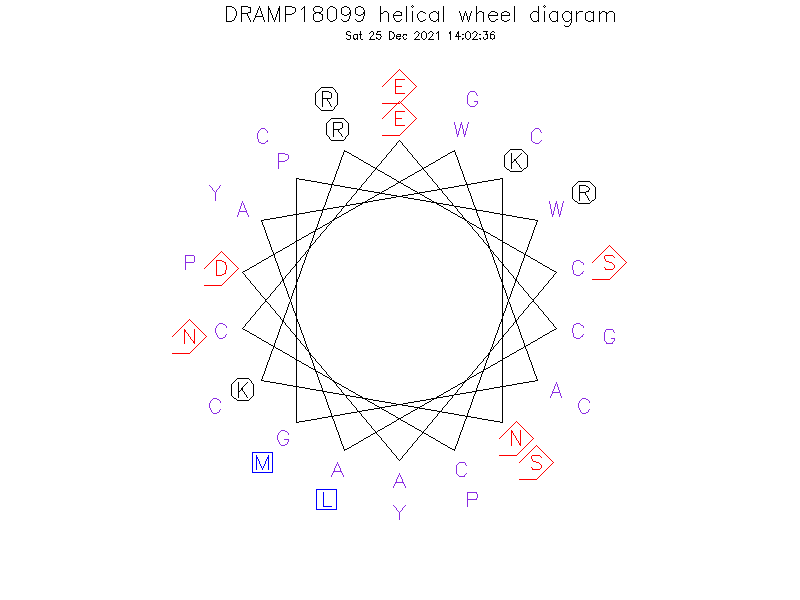 DRAMP18099 helical wheel diagram
Sat 25 Dec 2021 14:02:36
E
R G
E
R W
C C
P K
Y R
A W
P D C S
N C C G
K A
C C
G N
M S
A C
L P
A
Y